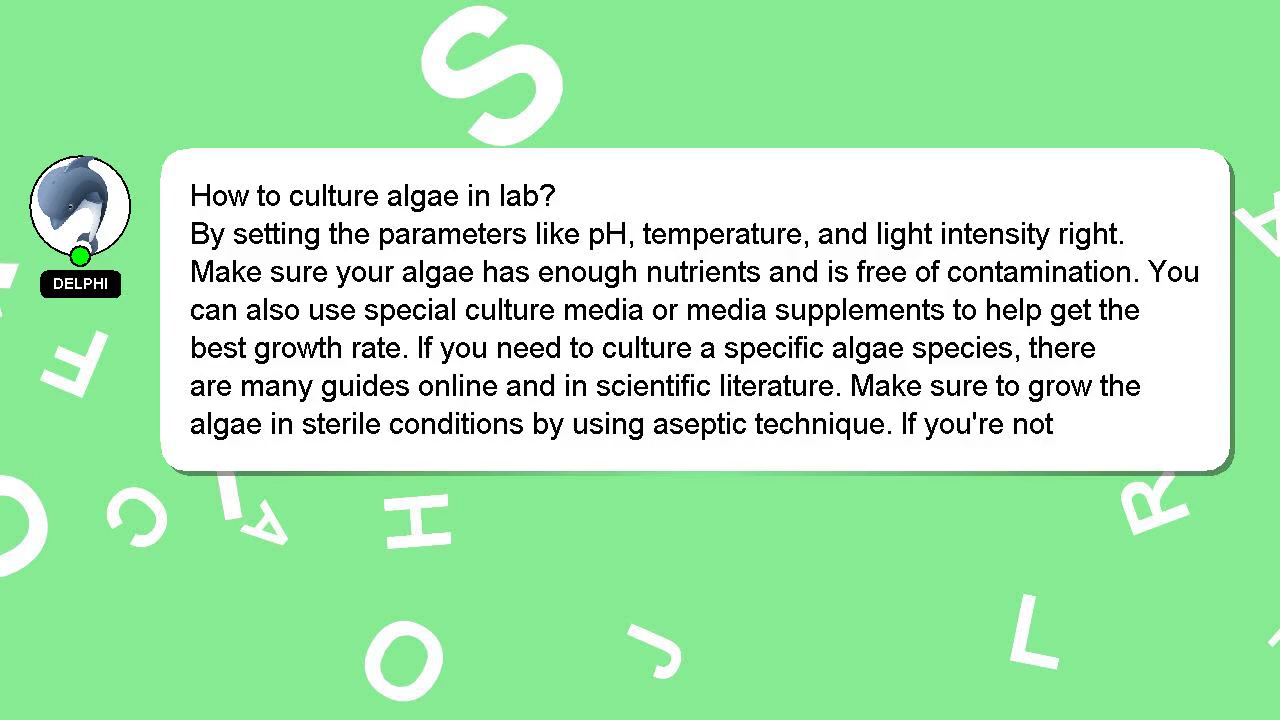 S
How to culture algae in lab?
By setting the parameters like pH, temperature, and light intensity right.
Make sure your algae has enough nutrients and is free of contamination. You
can also use special culture media or media supplements to help get the
best growth rate. If you need to culture a specific algae species, there
are many guides online and in scientific literature. Make sure to grow the
algae in sterile conditions by using aseptic technique. If you're not
DELPHI
A
F
C
A
H
R
O
J
L